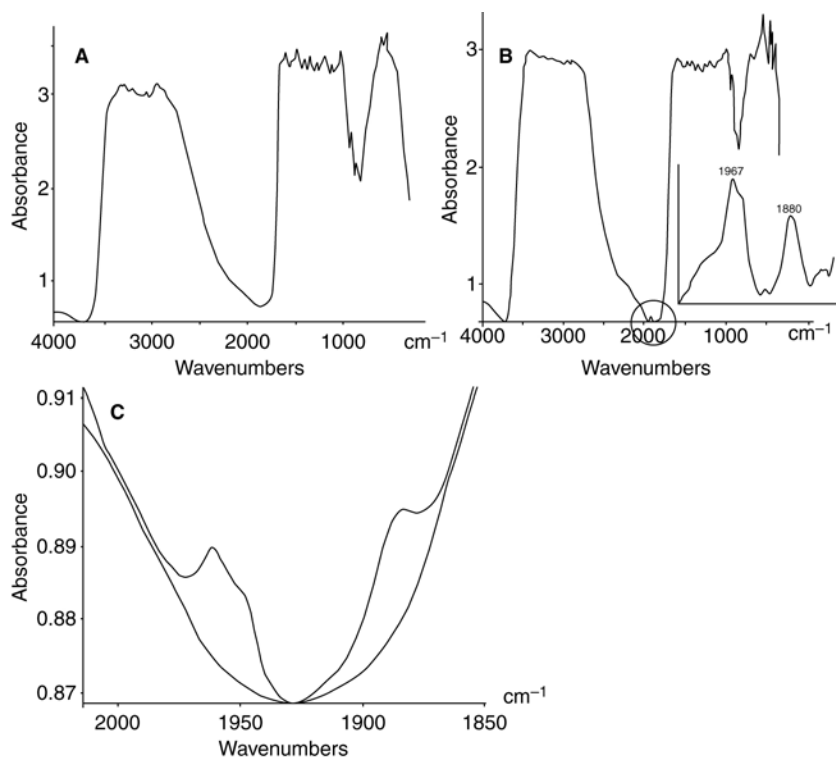 A
Absorbance
3
2
1
4000 3000 2000 1000 cm⁻¹
Wavenumbers
B
Absorbance
3
2
1
1967
1880
4000 3000 2000 1000 0 cm⁻¹
Wavenumbers
C
Absorbance
0.91
0.90
0.89
0.88
0.87
2000 1950 1900 1850 cm⁻¹
Wavenumbers